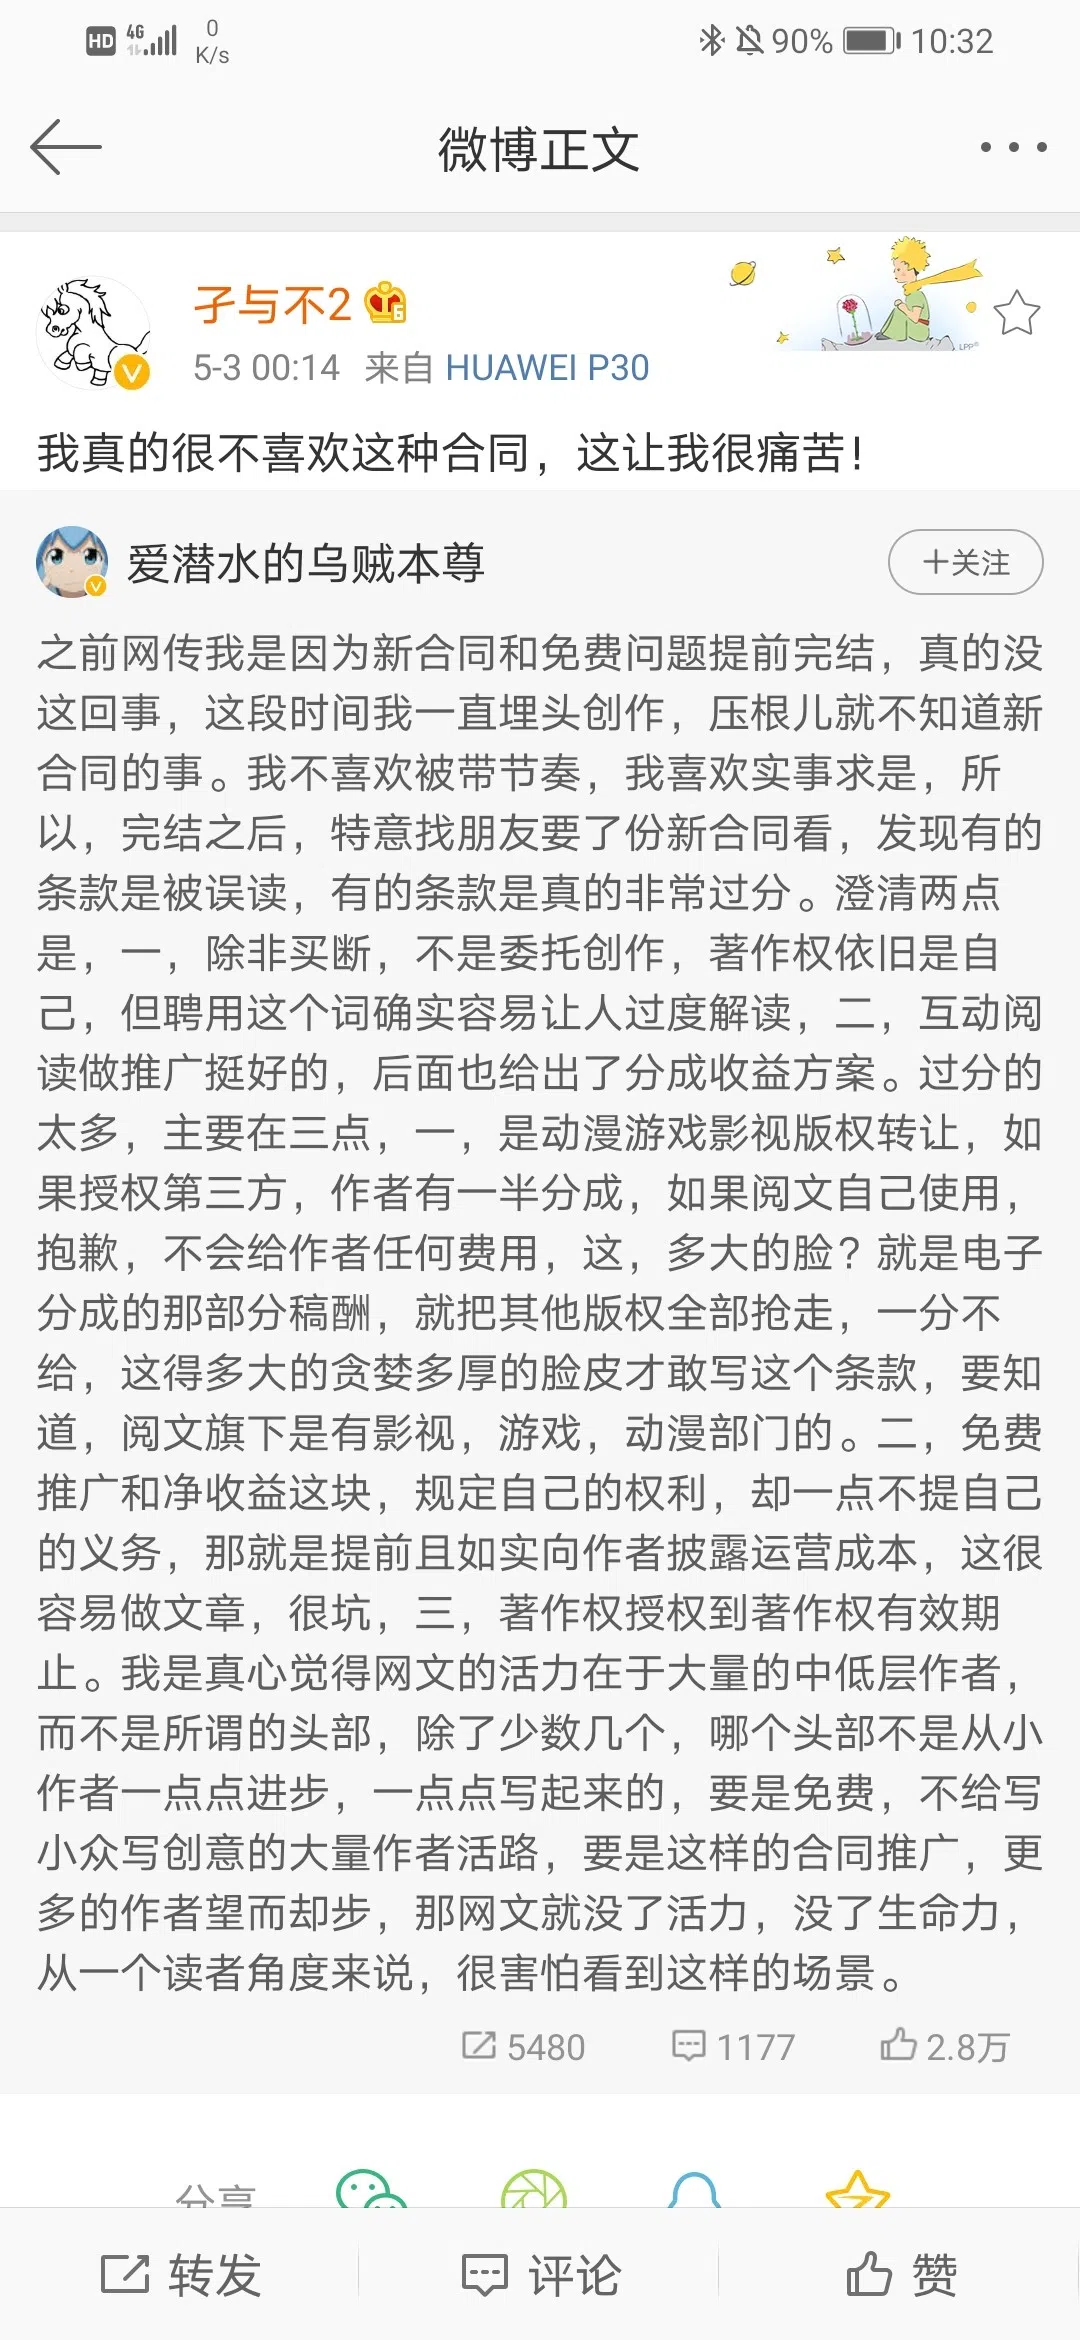 HD 4G 0 K/s 90% 10:32
微博正文
孑与不2 6
5-3 00:14 来自 HUAWEI P30
LPP®
我真的很不喜欢这种合同，这让我很痛苦！
爱潜水的乌贼本尊 +关注
之前网传我是因为新合同和免费问题提前完结，真的没
这回事，这段时间我一直埋头创作，压根儿就不知道新
合同的事。我不喜欢被带节奏，我喜欢实事求是，所
以，完结之后，特意找朋友要了份新合同看，发现有的
条款是被误读，有的条款是真的非常过分。澄清两点
是，一，除非买断，不是委托创作，著作权依旧是自
己，但聘用这个词确实容易让人过度解读，二，互动阅
读做推广挺好的，后面也给出了分成收益方案。过分的
太多，主要在三点，一，是动漫游戏影视版权转让，如
果授权第三方，作者有一半分成，如果阅文自己使用，
抱歉，不会给作者任何费用，这，多大的脸？就是电子
分成的那部分稿酬，就把其他版权全部抢走，一分不
给，这得多大的贪婪多厚的脸皮才敢写这个条款，要知
道，阅文旗下是有影视，游戏，动漫部门的。二，免费
推广和净收益这块，规定自己的权利，却一点不提自己
的义务，那就是提前且如实向作者披露运营成本，这很
容易做文章，很坑，三，著作权授权到著作权有效期
止。我是真心觉得网文的活力在于大量的中低层作者，
而不是所谓的头部，除了少数几个，哪个头部不是从小
作者一点点进步，一点点写起来的，要是免费，不给写
小众写创意的大量作者活路，要是这样的合同推广，更
多的作者望而却步，那网文就没了活力，没了生命力，
从一个读者角度来说，很害怕看到这样的场景。
5480 1177 2.8万
分享
转发 评论 赞